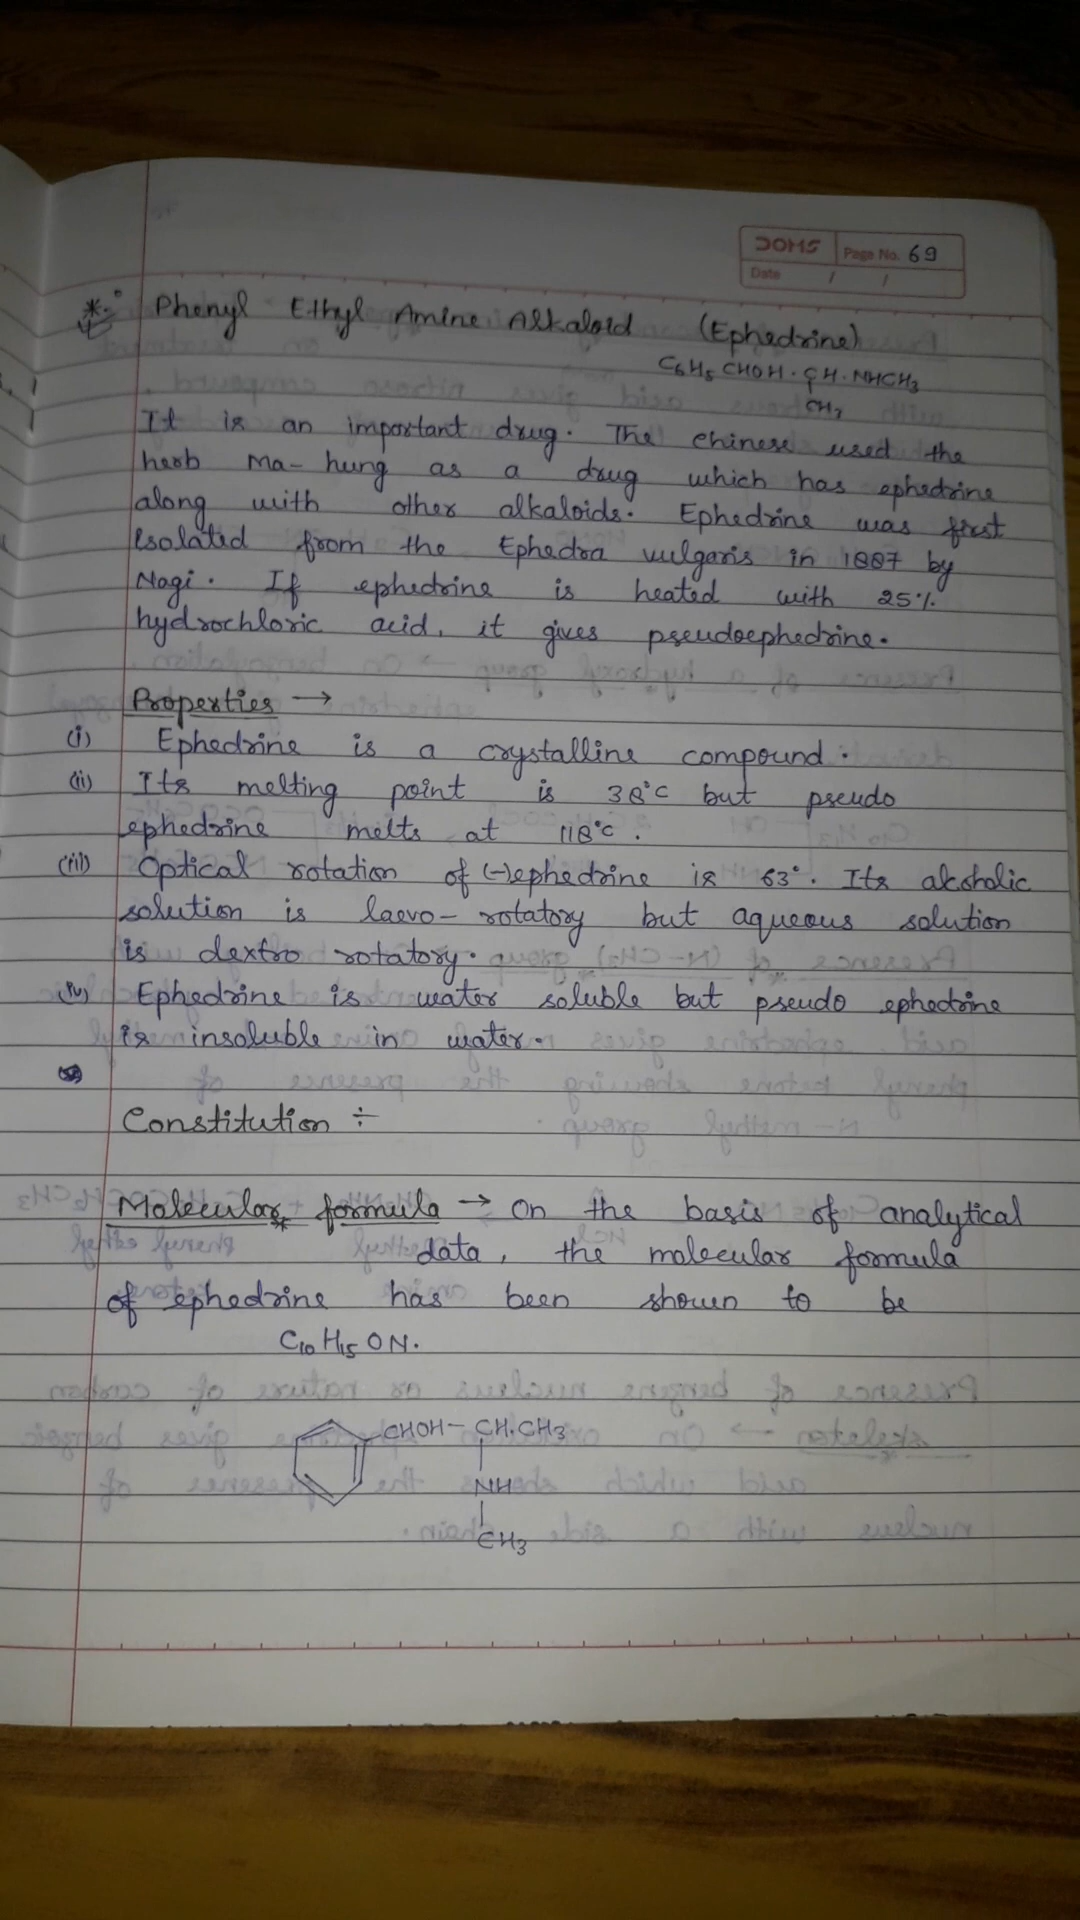 DOMS Page No. 69
Date / /
* Phenyl Ethyl Amine Alkaloid (Ephedrine)
C6H5 CHOH . CH . NHCH3
CH3
It is an important drug. The chinese used the
herb Ma-hung as a drug which has ephedrine
along with other alkaloids. Ephedrine was first
isolated from the Ephedra vulgaris in 1887 by
Nagi. If ephedrine is heated with 25%
hydrochloric acid, it gives pseudoephedrine.
Properties →
(i) Ephedrine is a crystalline compound.
(ii) Its melting point is 38°C but pseudo
ephedrine melts at 118°C.
(iii) Optical rotation of (-)ephedrine is 63°. Its alcoholic
solution is laevo-rotatory but aqueous solution
is dextro rotatory.
(iv) Ephedrine is water soluble but pseudo ephedrine
is insoluble in water.
Constitution ÷
Molecular formula → On the basis of analytical
data, the molecular formula
of ephedrine has been shown to be
C10 H15 ON.
CHOH - CH.CH3
NH
CH3